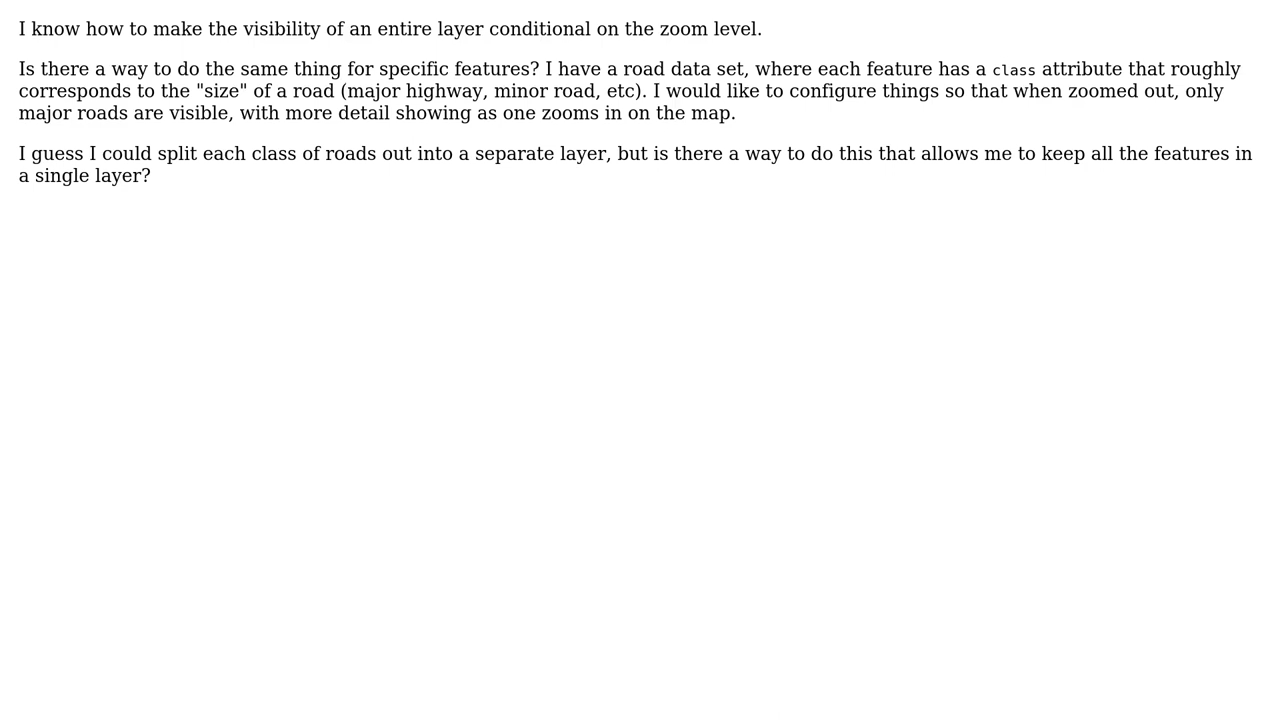 I know how to make the visibility of an entire layer conditional on the zoom level.
Is there a way to do the same thing for specific features? I have a road data set, where each feature has a class attribute that roughly
corresponds to the "size" of a road (major highway, minor road, etc). I would like to configure things so that when zoomed out, only
major roads are visible, with more detail showing as one zooms in on the map.
I guess I could split each class of roads out into a separate layer, but is there a way to do this that allows me to keep all the features in
a single layer?